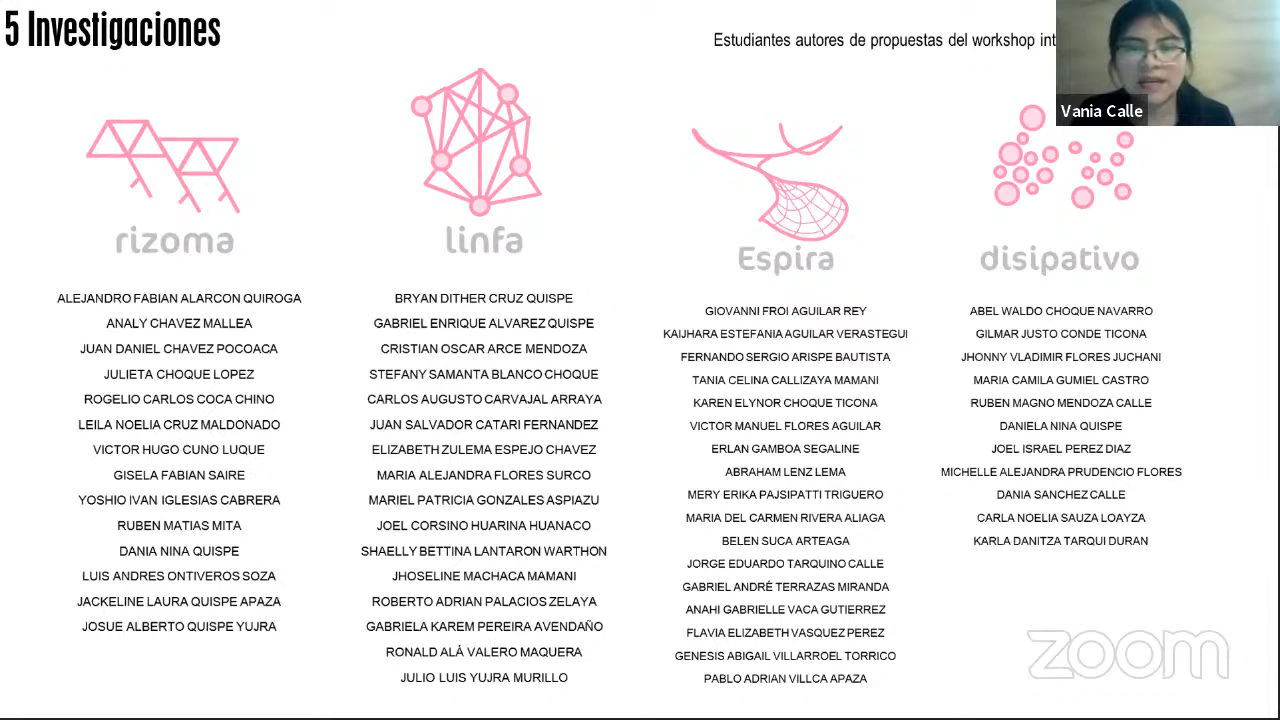 5 Investigaciones
Estudiantes autores de propuestas del workshop
Vania Calle
rizoma
ALEJANDRO FABIAN ALARCON QUIROGA
ANALY CHAVEZ MALLEA
JUAN DANIEL CHAVEZ POCOACA
JULIETA CHOQUE LOPEZ
ROGELIO CARLOS COCA CHINO
LEILA NOELIA CRUZ MALDONADO
VICTOR HUGO CUNO LUQUE
GISELA FABIAN SAIRE
YOSHIO IVAN IGLESIAS CABRERA
RUBEN MATIAS MITA
DANIA NINA QUISPE
LUIS ANDRES ONTIVEROS SOZA
JACKELINE LAURA QUISPE APAZA
JOSUE ALBERTO QUISPE YUJRA
linfa
BRYAN DITHER CRUZ QUISPE
GABRIEL ENRIQUE ALVAREZ QUISPE
CRISTIAN OSCAR ARCE MENDOZA
STEFANY SAMANTA BLANCO CHOQUE
CARLOS AUGUSTO CARVAJAL ARRAYA
JUAN SALVADOR CATARI FERNANDEZ
ELIZABETH ZULEMA ESPEJO CHAVEZ
MARIA ALEJANDRA FLORES SURCO
MARIEL PATRICIA GONZALES ASPIAZU
JOEL CORSINO HUARINA HUANACO
SHAELLY BETTINA LANTARON WARTHON
JHOSELINE MACHACA MAMANI
ROBERTO ADRIAN PALACIOS ZELAYA
GABRIELA KAREM PEREIRA AVENDAÑO
RONALD ALÁ VALERO MAQUERA
JULIO LUIS YUJRA MURILLO
Espira
GIOVANNI FROI AGUILAR REY
KAIJHARA ESTEFANIA AGUILAR VERASTEGUI
FERNANDO SERGIO ARISPE BAUTISTA
TANIA CELINA CALLIZAYA MAMANI
KAREN ELYNOR CHOQUE TICONA
VICTOR MANUEL FLORES AGUILAR
ERLAN GAMBOA SEGALINE
ABRAHAM LENZ LEMA
MERY ERIKA PAJSIPATTI TRIGUERO
MARIA DEL CARMEN RIVERA ALIAGA
BELEN SUCA ARTEAGA
JORGE EDUARDO TARQUINO CALLE
GABRIEL ANDRÉ TERRAZAS MIRANDA
ANAHI GABRIELLE VACA GUTIERREZ
FLAVIA ELIZABETH VASQUEZ PEREZ
GENESIS ABIGAIL VILLARROEL TORRICO
PABLO ADRIAN VILLCA APAZA
disipativo
ABEL WALDO CHOQUE NAVARRO
GILMAR JUSTO CONDE TICONA
JHONNY VLADIMIR FLORES JUCHANI
MARIA CAMILA GUMIEL CASTRO
RUBEN MAGNO MENDOZA CALLE
DANIELA NINA QUISPE
JOEL ISRAEL PEREZ DIAZ
MICHELLE ALEJANDRA PRUDENCIO FLORES
DANIA SANCHEZ CALLE
CARLA NOELIA SAUZA LOAYZA
KARLA DANITZA TARQUI DURAN
zoom